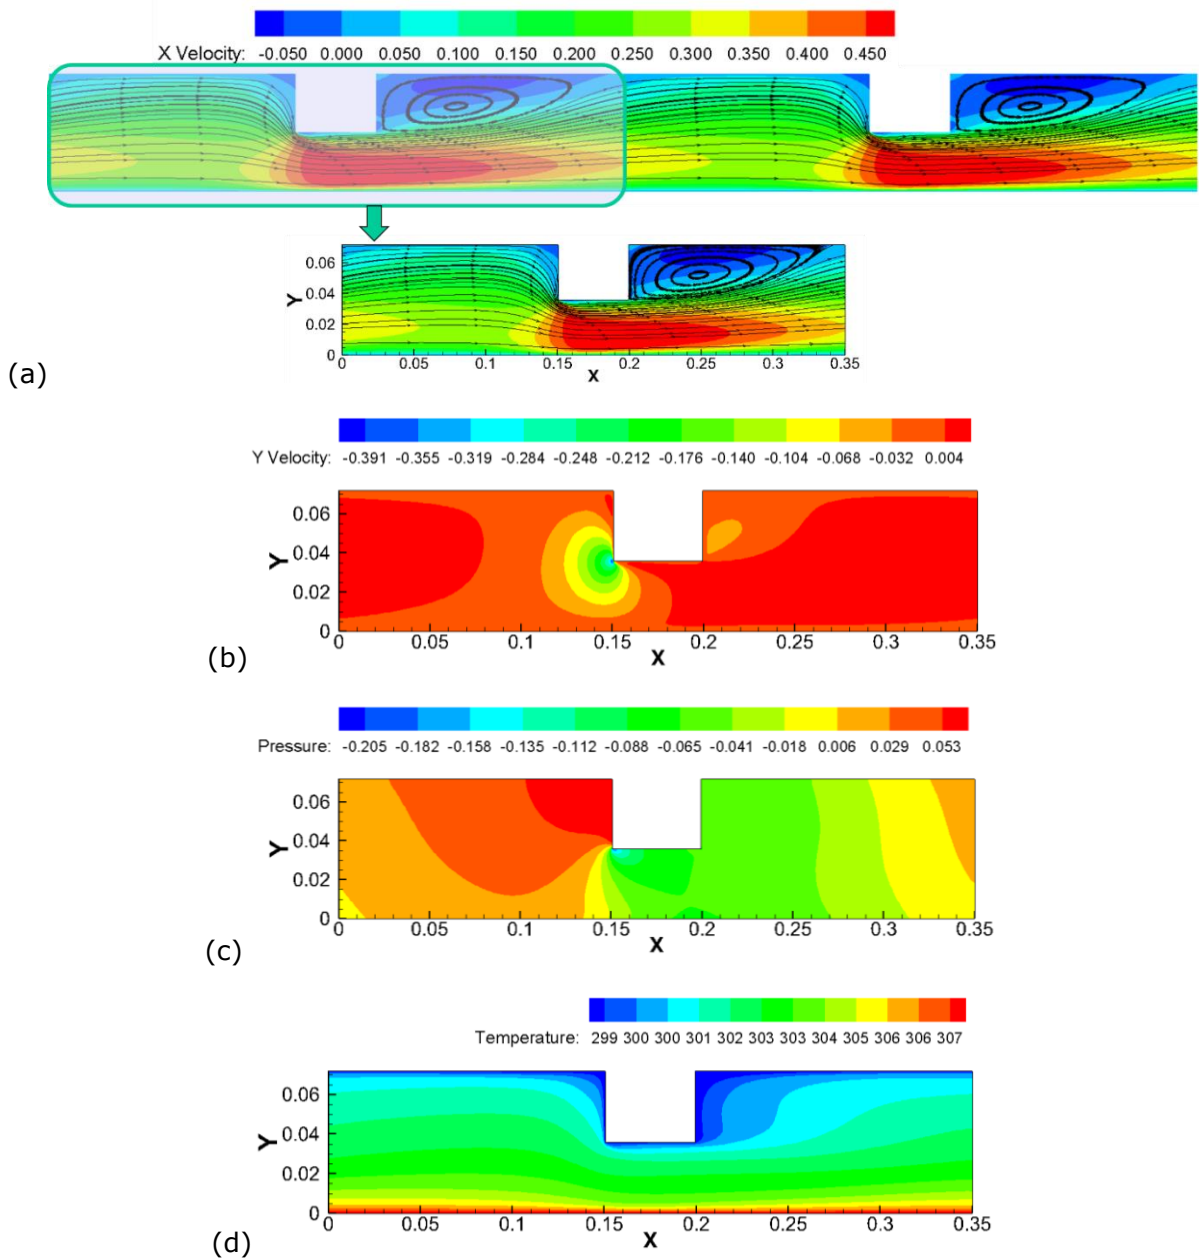 X Velocity: -0.050 0.000 0.050 0.100 0.150 0.200 0.250 0.300 0.350 0.400 0.450
0.06
0.04
Y
0.02
0
0 0.05 0.1 0.15 0.2 0.25 0.3 0.35
X
(a)
Y Velocity: -0.391 -0.355 -0.319 -0.284 -0.248 -0.212 -0.176 -0.140 -0.104 -0.068 -0.032 0.004
0.06
0.04
Y
0.02
0
0 0.05 0.1 0.15 0.2 0.25 0.3 0.35
X
(b)
Pressure: -0.205 -0.182 -0.158 -0.135 -0.112 -0.088 -0.065 -0.041 -0.018 0.006 0.029 0.053
0.06
0.04
Y
0.02
0
0 0.05 0.1 0.15 0.2 0.25 0.3 0.35
X
(c)
Temperature: 299 300 300 301 302 303 303 304 305 306 306 307
0.06
0.04
Y
0.02
0
0 0.05 0.10 0.15 0.20 0.25 0.30 0.35
X
(d)